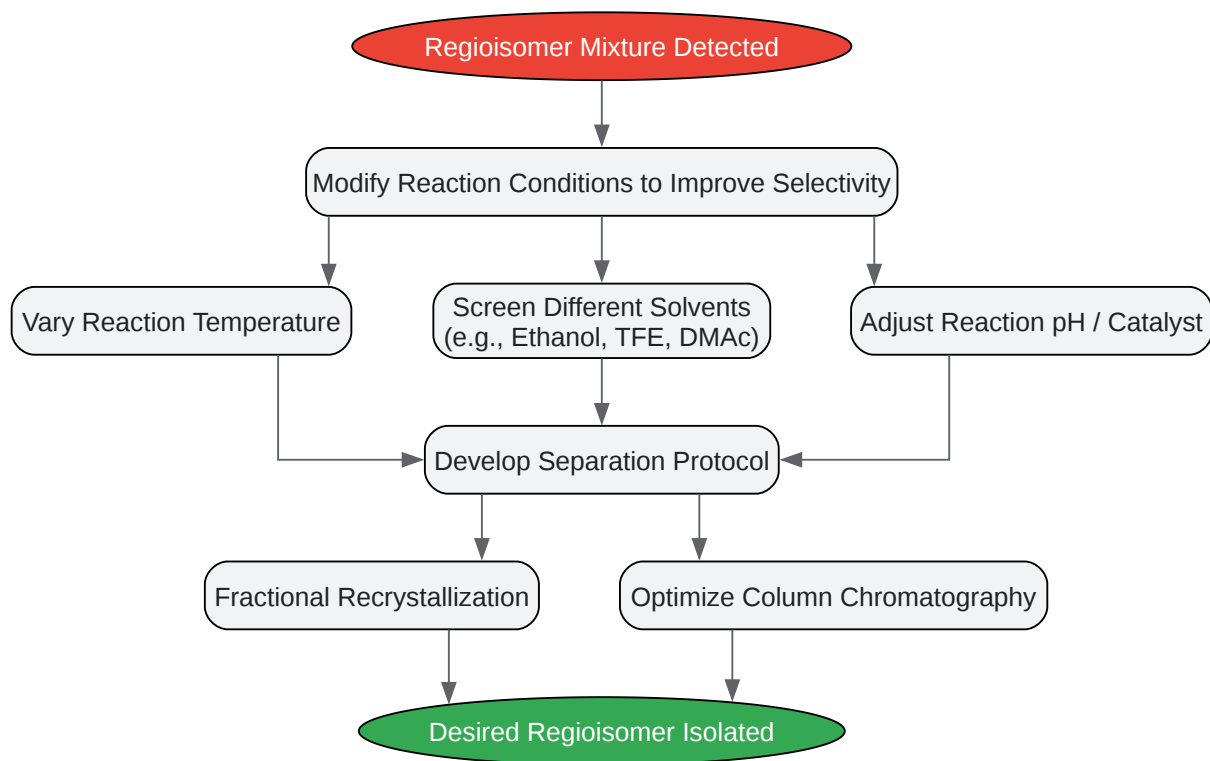 Regioisomer Mixture Detected
Modify Reaction Conditions to Improve Selectivity
Vary Reaction Temperature
Screen Different Solvents
(e.g., Ethanol, TFE, DMAc)
Adjust Reaction pH / Catalyst
Develop Separation Protocol
Fractional Recrystallization
Optimize Column Chromatography
Desired Regioisomer Isolated